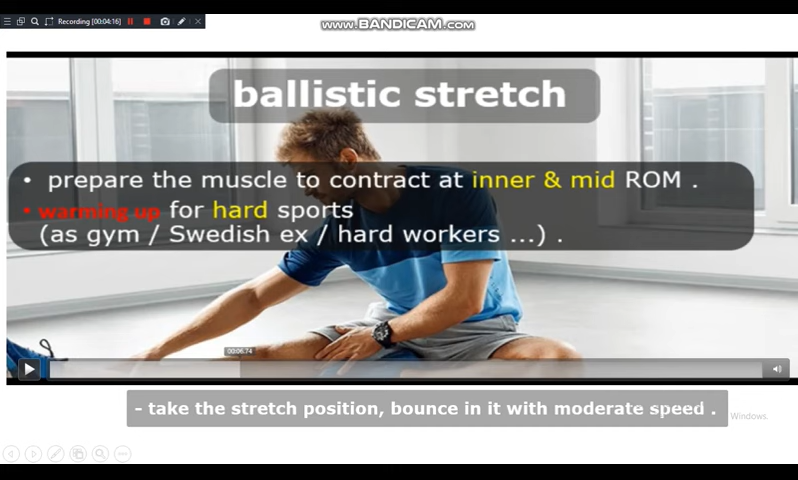 Recording [00:04:16]
www.BANDICAM.com
ballistic stretch
• prepare the muscle to contract at inner & mid ROM .
• warming up for hard sports
(as gym / Swedish ex / hard workers ...) .
00:06.74
- take the stretch position, bounce in it with moderate speed .
Windows.